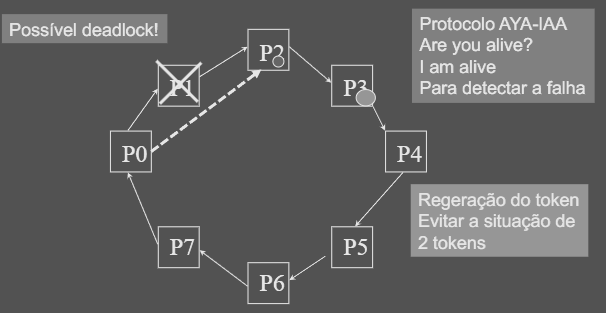 Possível deadlock!
Protocolo AYA-IAA
Are you alive?
I am alive
Para detectar a falha
P2
P1
P3
P0
P4
Regeração do token
Evitar a situação de
2 tokens
P7
P5
P6